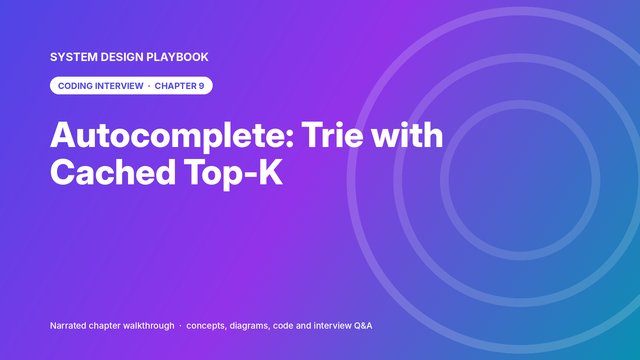 SYSTEM DESIGN PLAYBOOK
CODING INTERVIEW · CHAPTER 9
Autocomplete: Trie with
Cached Top-K
Narrated chapter walkthrough · concepts, diagrams, code and interview Q&A